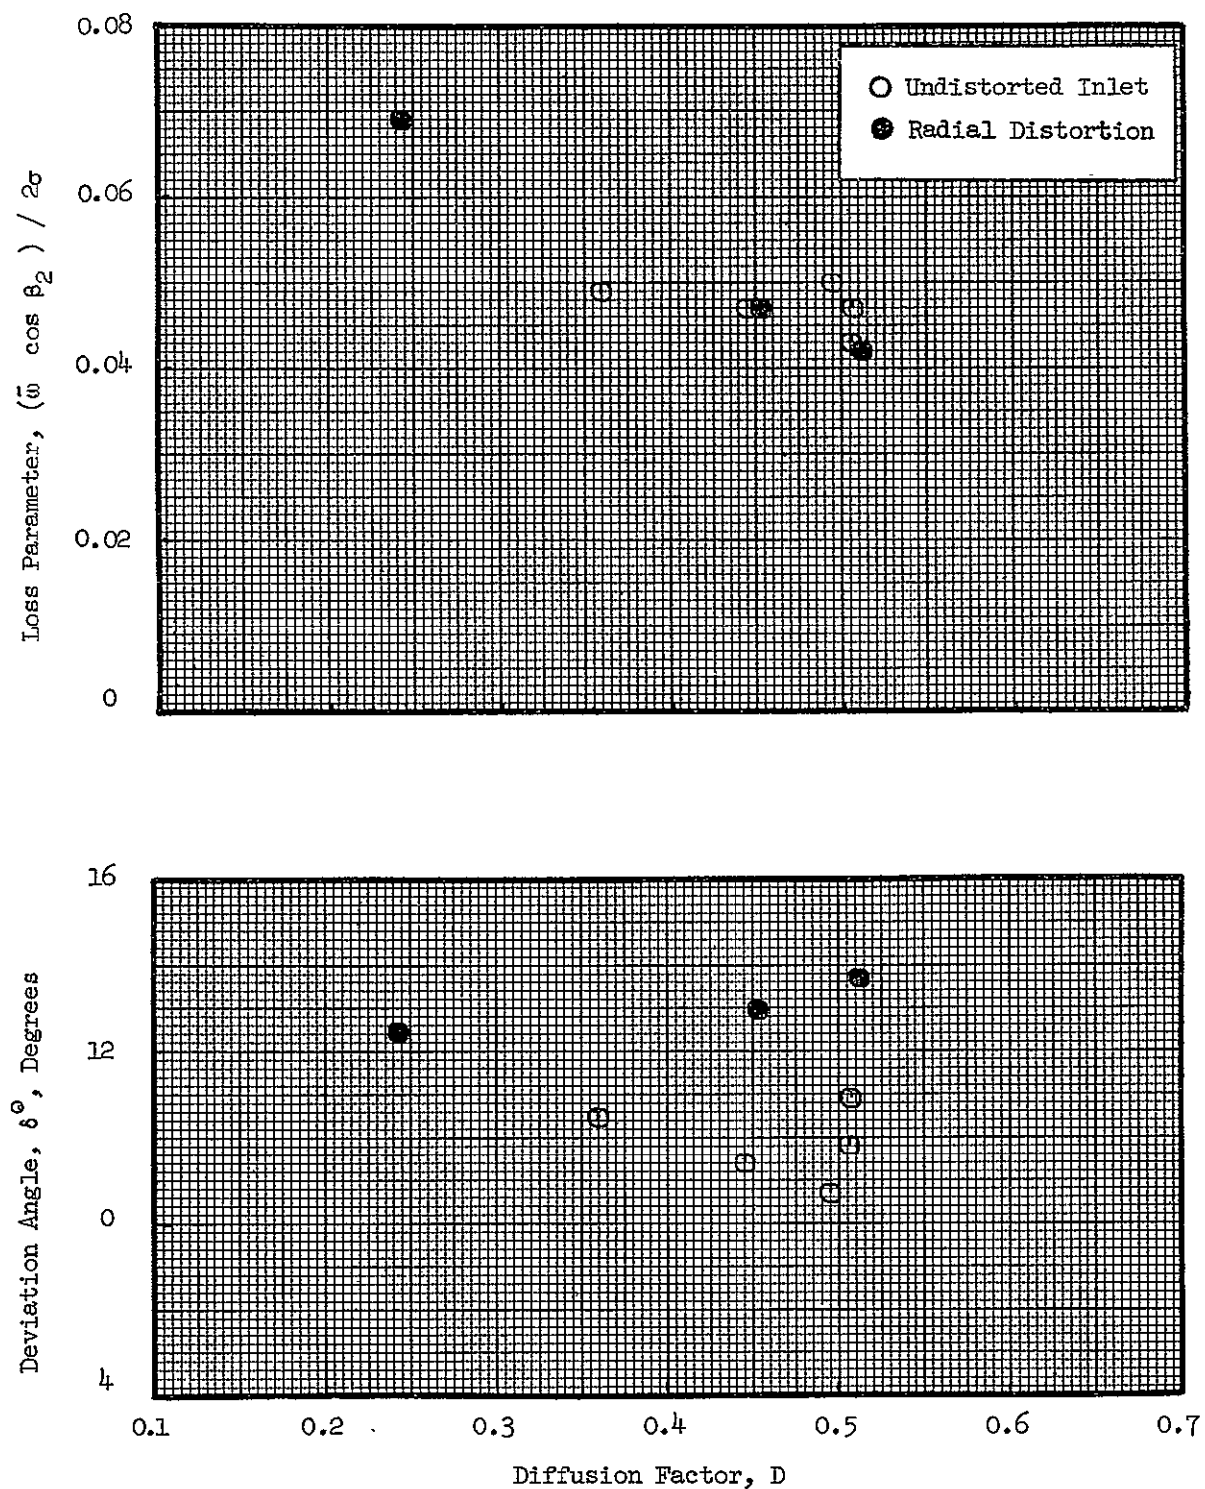 0.08
0.06
0.04
0.02
0
Loss Parameter, (ω̄ cos β₂ ) / 2σ
Undistorted Inlet
Radial Distortion
16
12
0
4
Deviation Angle, δ°, Degrees
0.1 0.2 0.3 0.4 0.5 0.6 0.7
Diffusion Factor, D